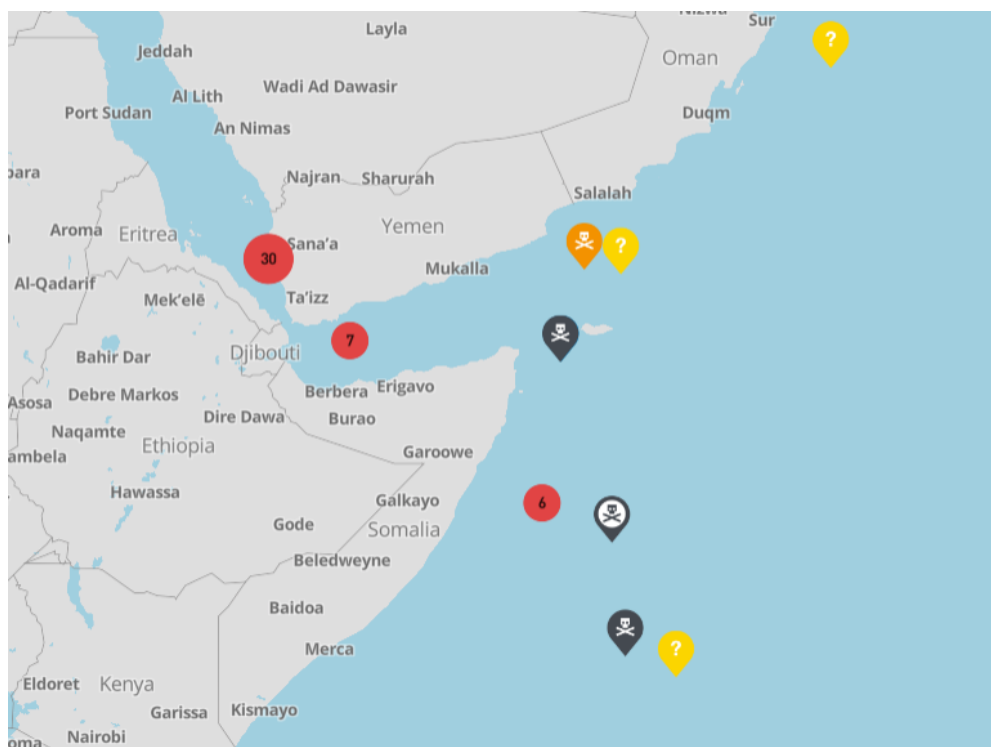 Nizwa
Sur
?
Layla
Jeddah
Oman
Wadi Ad Dawasir
Al Lith
Port Sudan
Duqm
An Nimas
Najran
Sharurah
Salalah
Aroma
Eritrea
Yemen
Sana'a
?
30
Mukalla
Al-Qadarif
Mek'elē
Ta'izz
7
Djibouti
Bahir Dar
Berbera
Erigavo
Debre Markos
Asosa
Dire Dawa
Burao
Naqamte
Ethiopia
Garoowe
ambela
Hawassa
Galkayo
6
Gode
Somalia
Beledweyne
Baidoa
Merca
?
Eldoret
Kenya
Garissa
Kismayo
Nairobi
oma